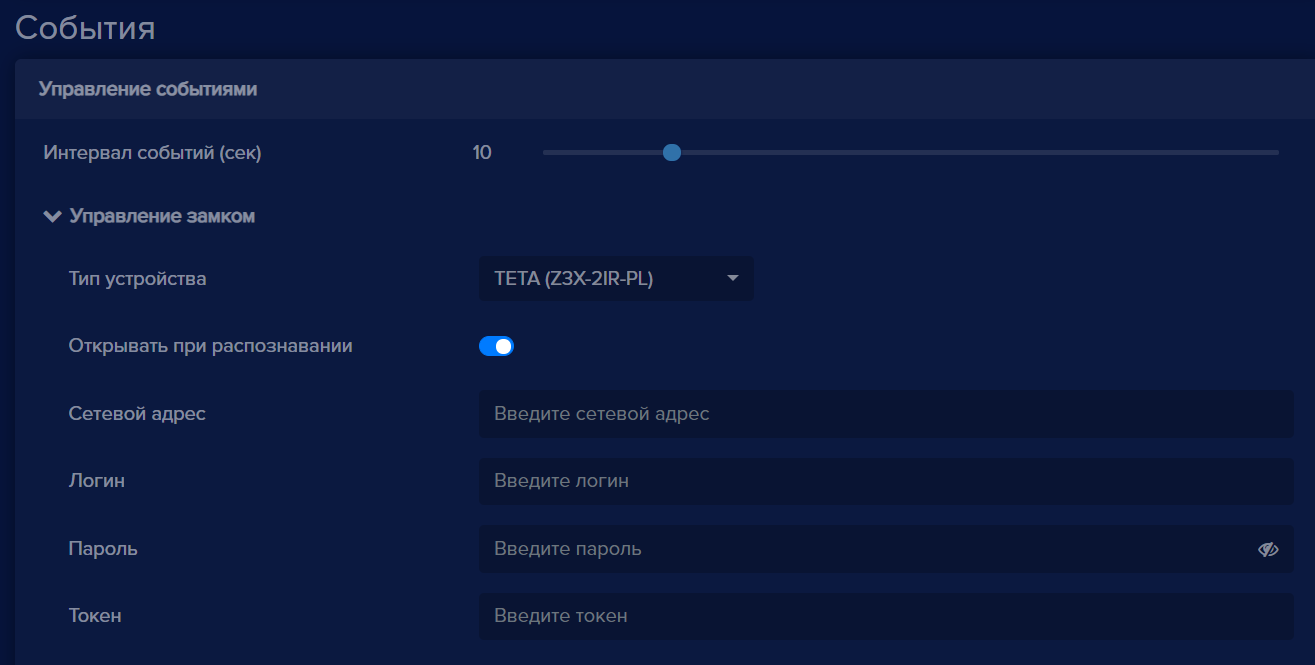 События
Управление событиями
Интервал событий (сек) 10
Управление замком
Тип устройства TETA (Z3X-2IR-PL)
Открывать при распознавании
Сетевой адрес Введите сетевой адрес
Логин Введите логин
Пароль Введите пароль
Токен Введите токен